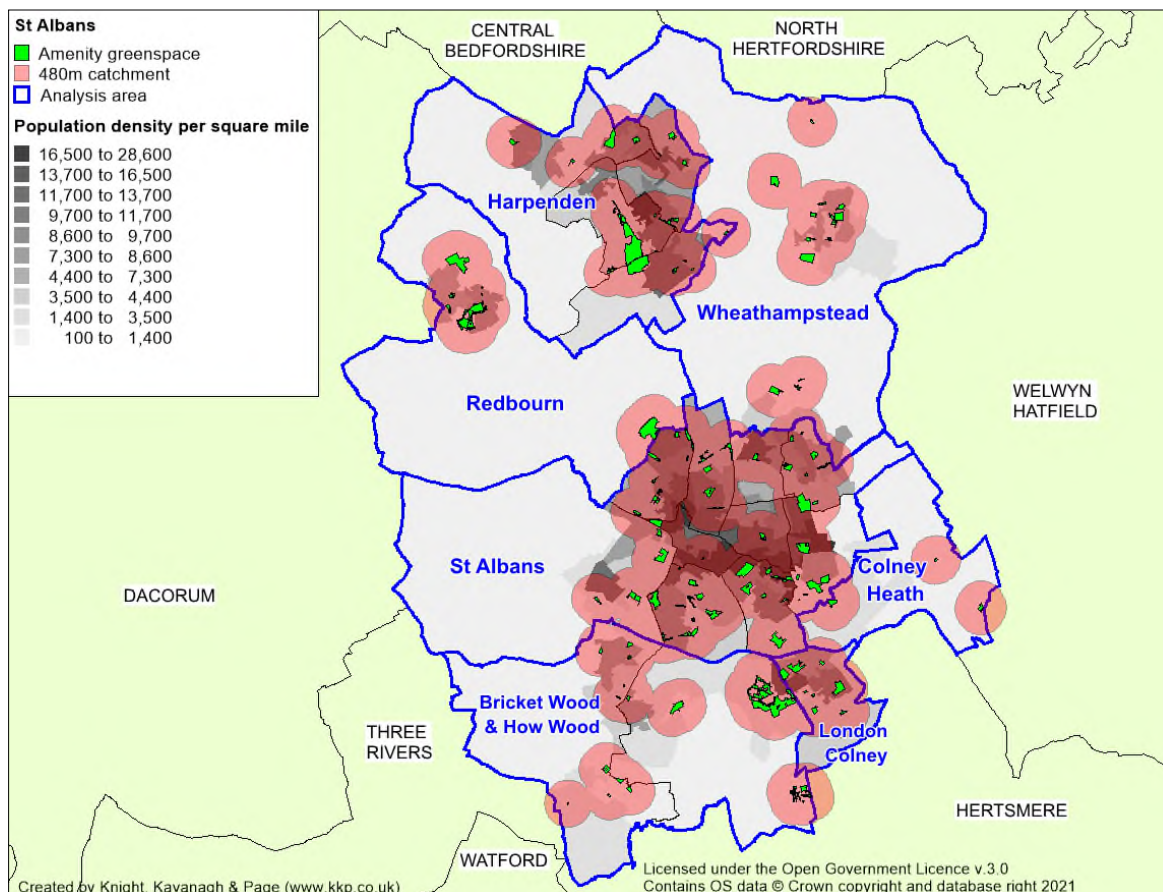 St Albans
Amenity greenspace
480m catchment
Analysis area
Population density per square mile
16,500 to 28,600
13,700 to 16,500
11,700 to 13,700
9,700 to 11,700
8,600 to 9,700
7,300 to 8,600
4,400 to 7,300
3,500 to 4,400
1,400 to 3,500
100 to 1,400
CENTRAL
BEDFORDSHIRE
NORTH
HERTFORDSHIRE
Harpenden
Wheathampstead
Redbourn
WELWYN
HATFIELD
St Albans
Colney
Heath
DACORUM
Bricket Wood
& How Wood
THREE
RIVERS
London
Colney
HERTSMERE
WATFORD
Created by Knight, Kavanagh & Page (www.kkp.co.uk)
Licensed under the Open Government Licence v.3.0
Contains OS data © Crown copyright and database right 2021